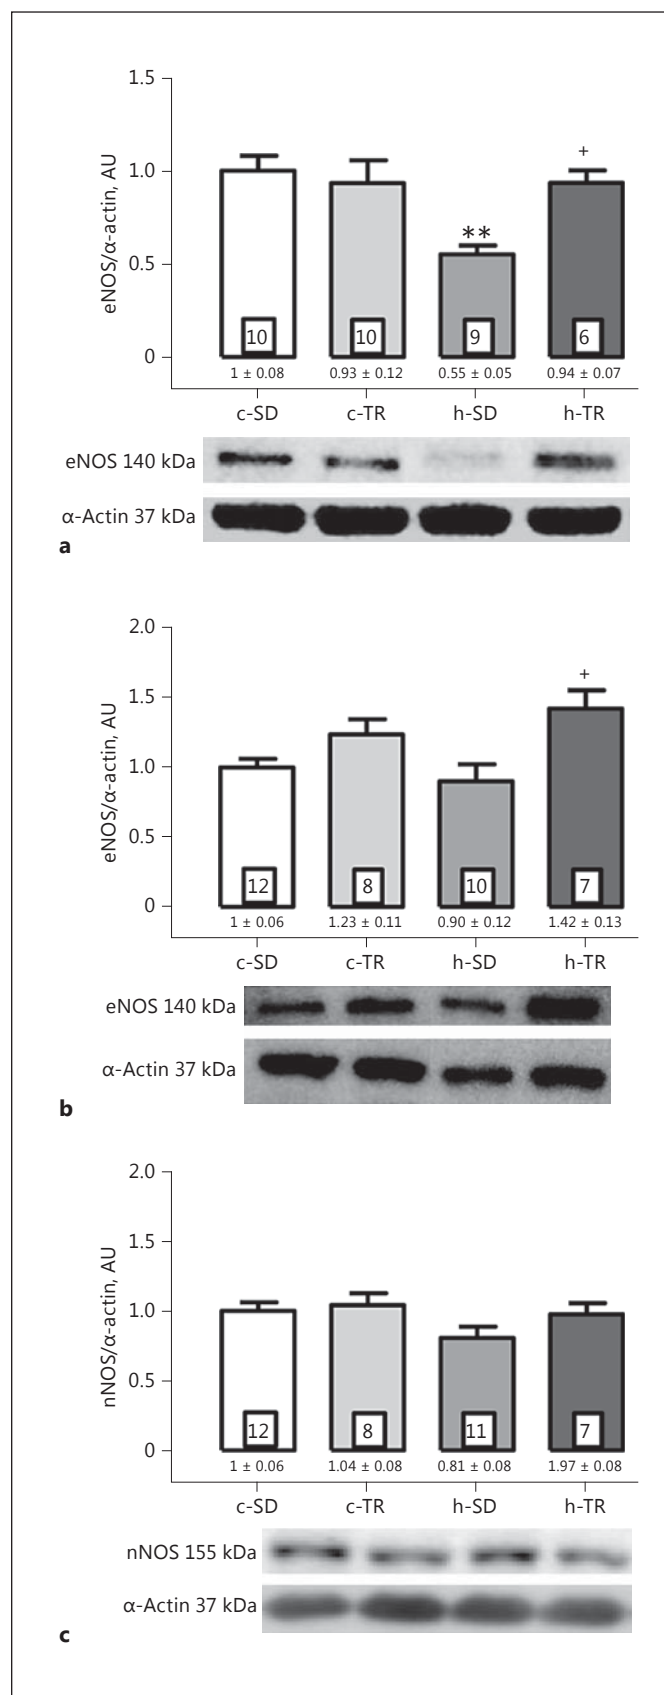 1.5
1.0
0.5
0
eNOS/α-actin, AU
**
+
10 10 9 6
1 ± 0.08 0.93 ± 0.12 0.55 ± 0.05 0.94 ± 0.07
c-SD c-TR h-SD h-TR
eNOS 140 kDa
α-Actin 37 kDa
a
2.0
1.5
1.0
0.5
0
eNOS/α-actin, AU
+
12 8 10 7
1 ± 0.06 1.23 ± 0.11 0.90 ± 0.12 1.42 ± 0.13
c-SD c-TR h-SD h-TR
eNOS 140 kDa
α-Actin 37 kDa
b
2.0
1.5
1.0
0.5
0
nNOS/α-actin, AU
12 8 11 7
1 ± 0.06 1.04 ± 0.08 0.81 ± 0.08 1.97 ± 0.08
c-SD c-TR h-SD h-TR
nNOS 155 kDa
α-Actin 37 kDa
c